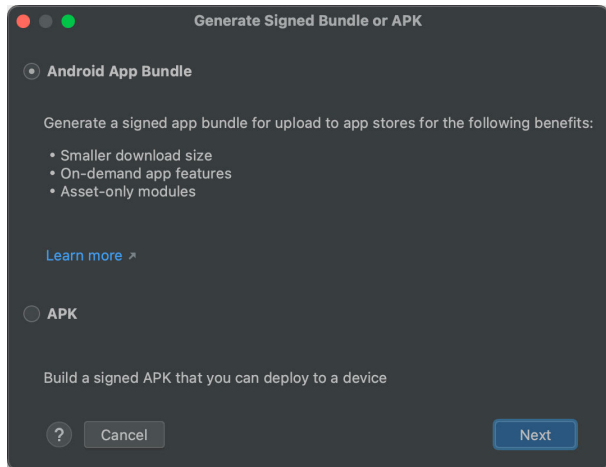 Generate Signed Bundle or APK
Android App Bundle
Generate a signed app bundle for upload to app stores for the following benefits:
• Smaller download size
• On-demand app features
• Asset-only modules
Learn more ↗
APK
Build a signed APK that you can deploy to a device
? Cancel Next